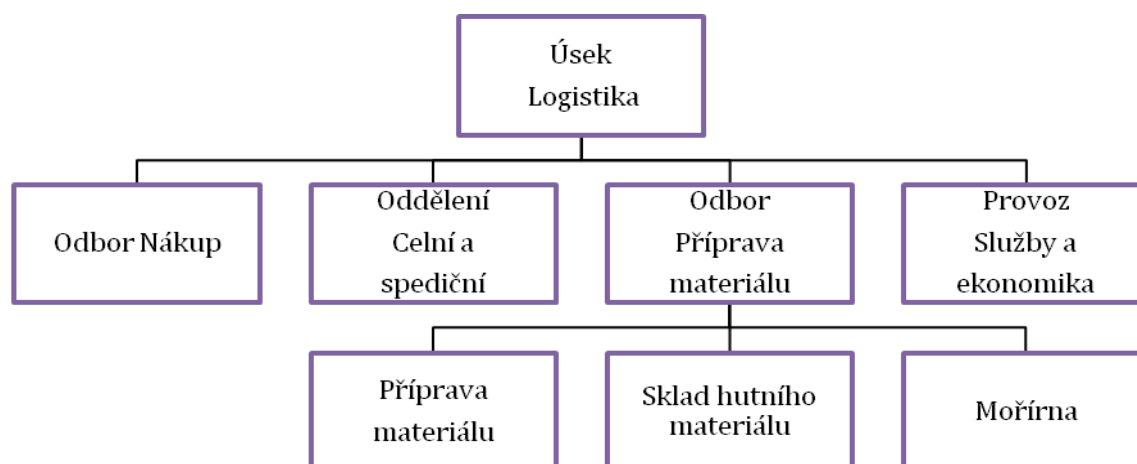 Úsek
Logistika
Odbor Nákup
Oddělení
Celní a
spediční
Odbor
Příprava
materiálu
Provoz
Služby a
ekonomika
Příprava
materiálu
Sklad hutního
materiálu
Mořírna